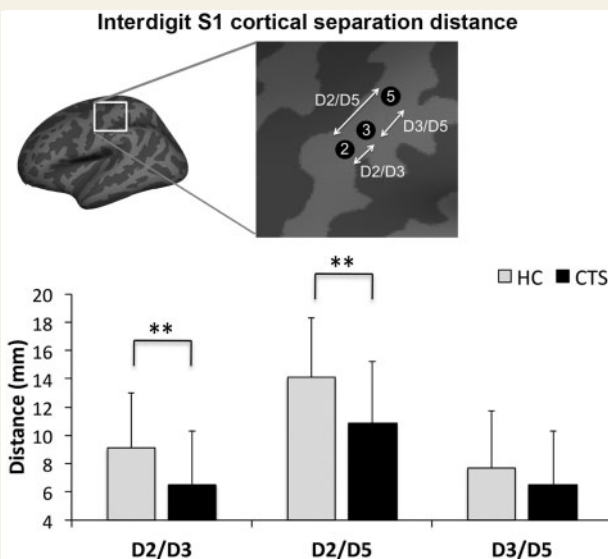 Interdigit S1 cortical separation distance
D2/D5
5
3
D3/D5
2
D2/D3
** 
HC CTS
**
20
18
16
14
12
10
8
6
4
Distance (mm)
D2/D3 D2/D5 D3/D5